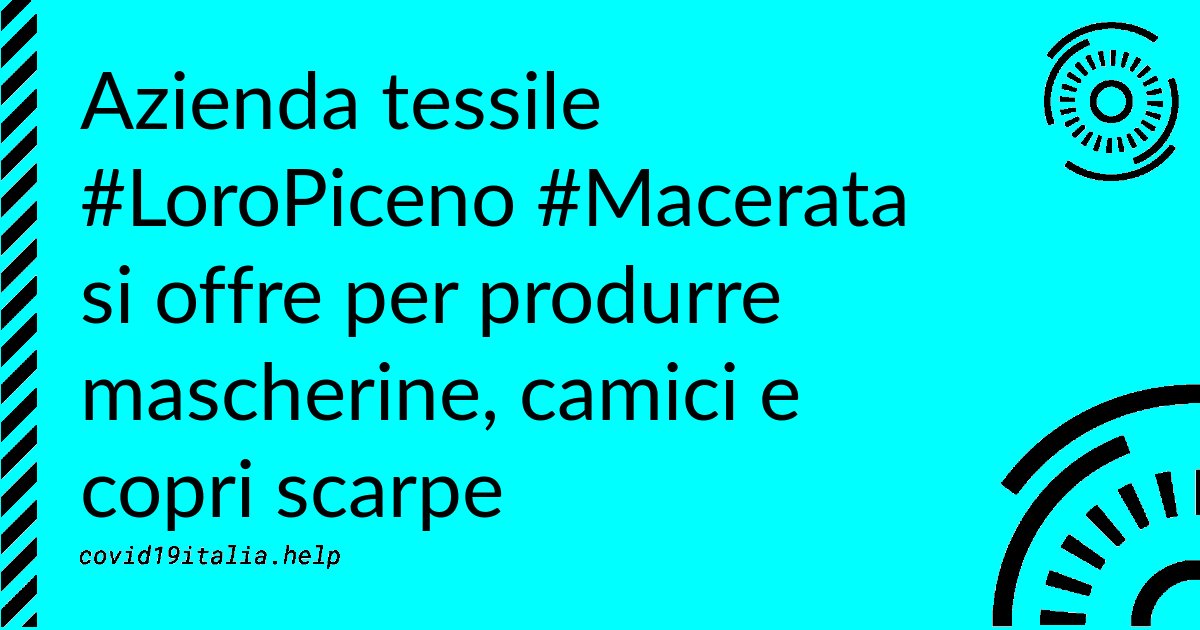 Azienda tessile
#LoroPiceno #Macerata
si offre per produrre
mascherine, camici e
copri scarpe
covid19italia.help